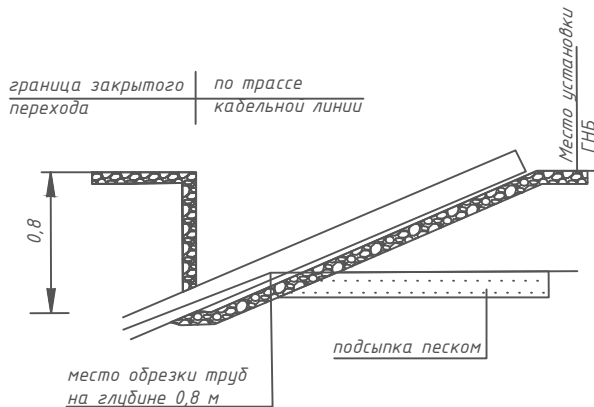 граница закрытого
перехода
по трассе
кабельной линии
Место установки
ГНБ
0,8
подсыпка песком
место обрезки труб
на глубине 0,8 м